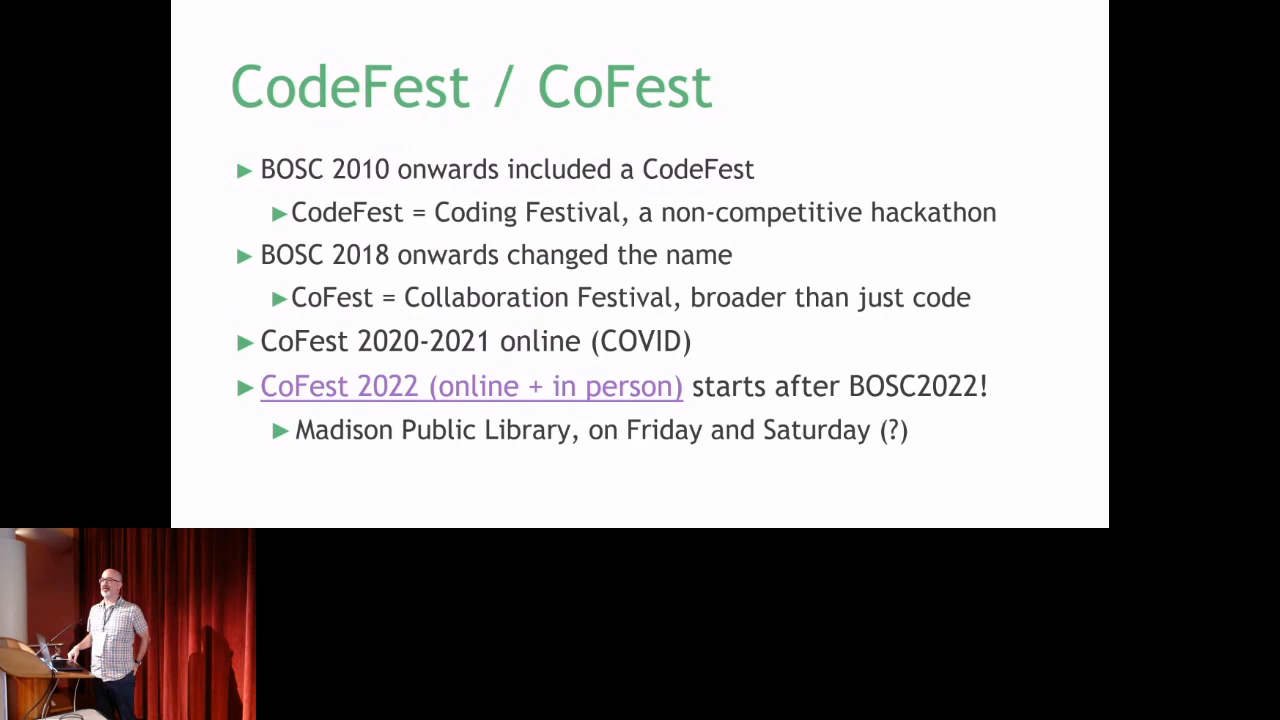 CodeFest / CoFest
► BOSC 2010 onwards included a CodeFest
► CodeFest = Coding Festival, a non-competitive hackathon
► BOSC 2018 onwards changed the name
► CoFest = Collaboration Festival, broader than just code
► CoFest 2020-2021 online (COVID)
► CoFest 2022 (online + in person) starts after BOSC2022!
► Madison Public Library, on Friday and Saturday (?)